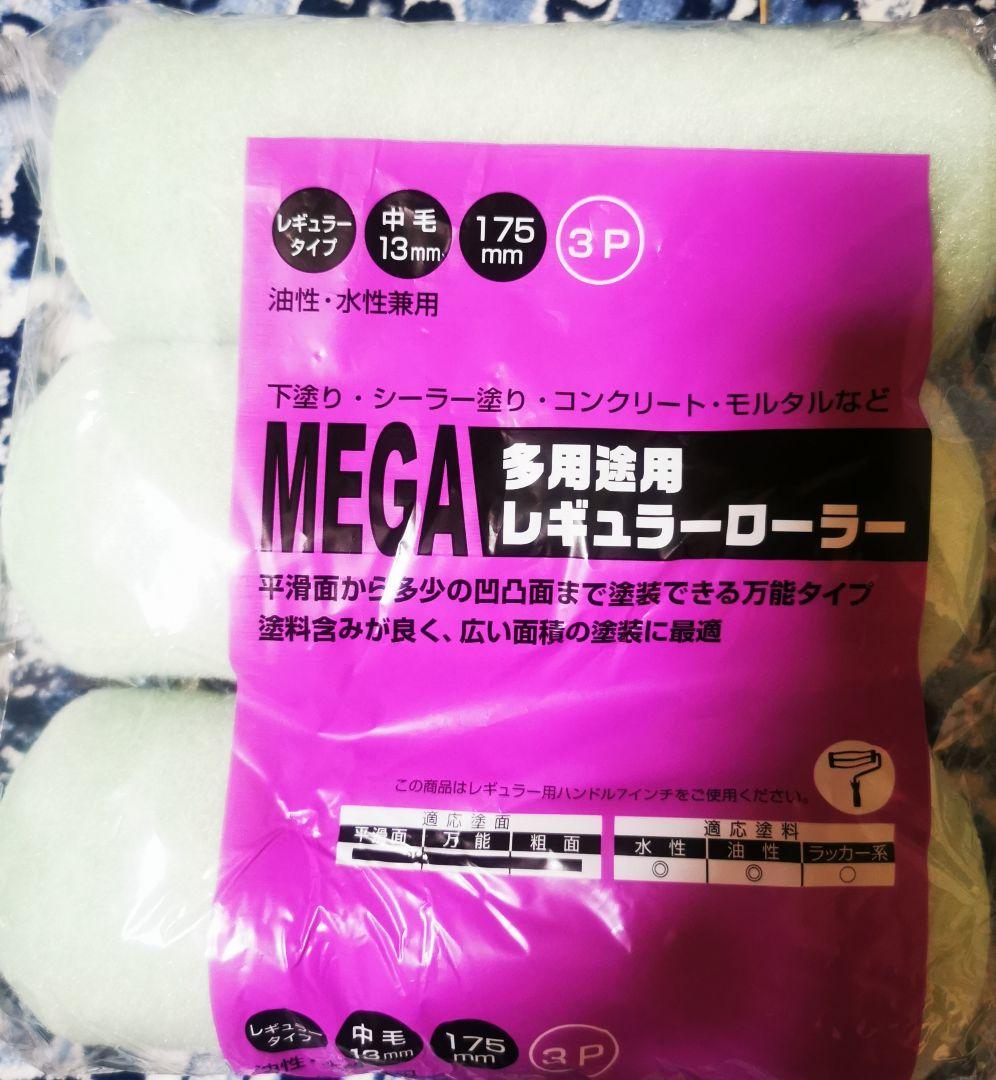 レギュラー
タイプ
中毛
13mm
175
mm
3P
油性・水性兼用
下塗り・シーラー塗り・コンクリート・モルタルなど
MEGA
多用途用
レギュラーローラー
平滑面から多少の凹凸面まで塗装できる万能タイプ
塗料含みが良く、広い面積の塗装に最適
この商品はレギュラー用ハンドル7インチをご使用ください。
適応塗面
平滑面 万能 粗面
適応塗料
水性 油性 ラッカー系
◎ ◎ ○
レギュラー
タイプ
中毛
13mm
175
mm
3P
油性・